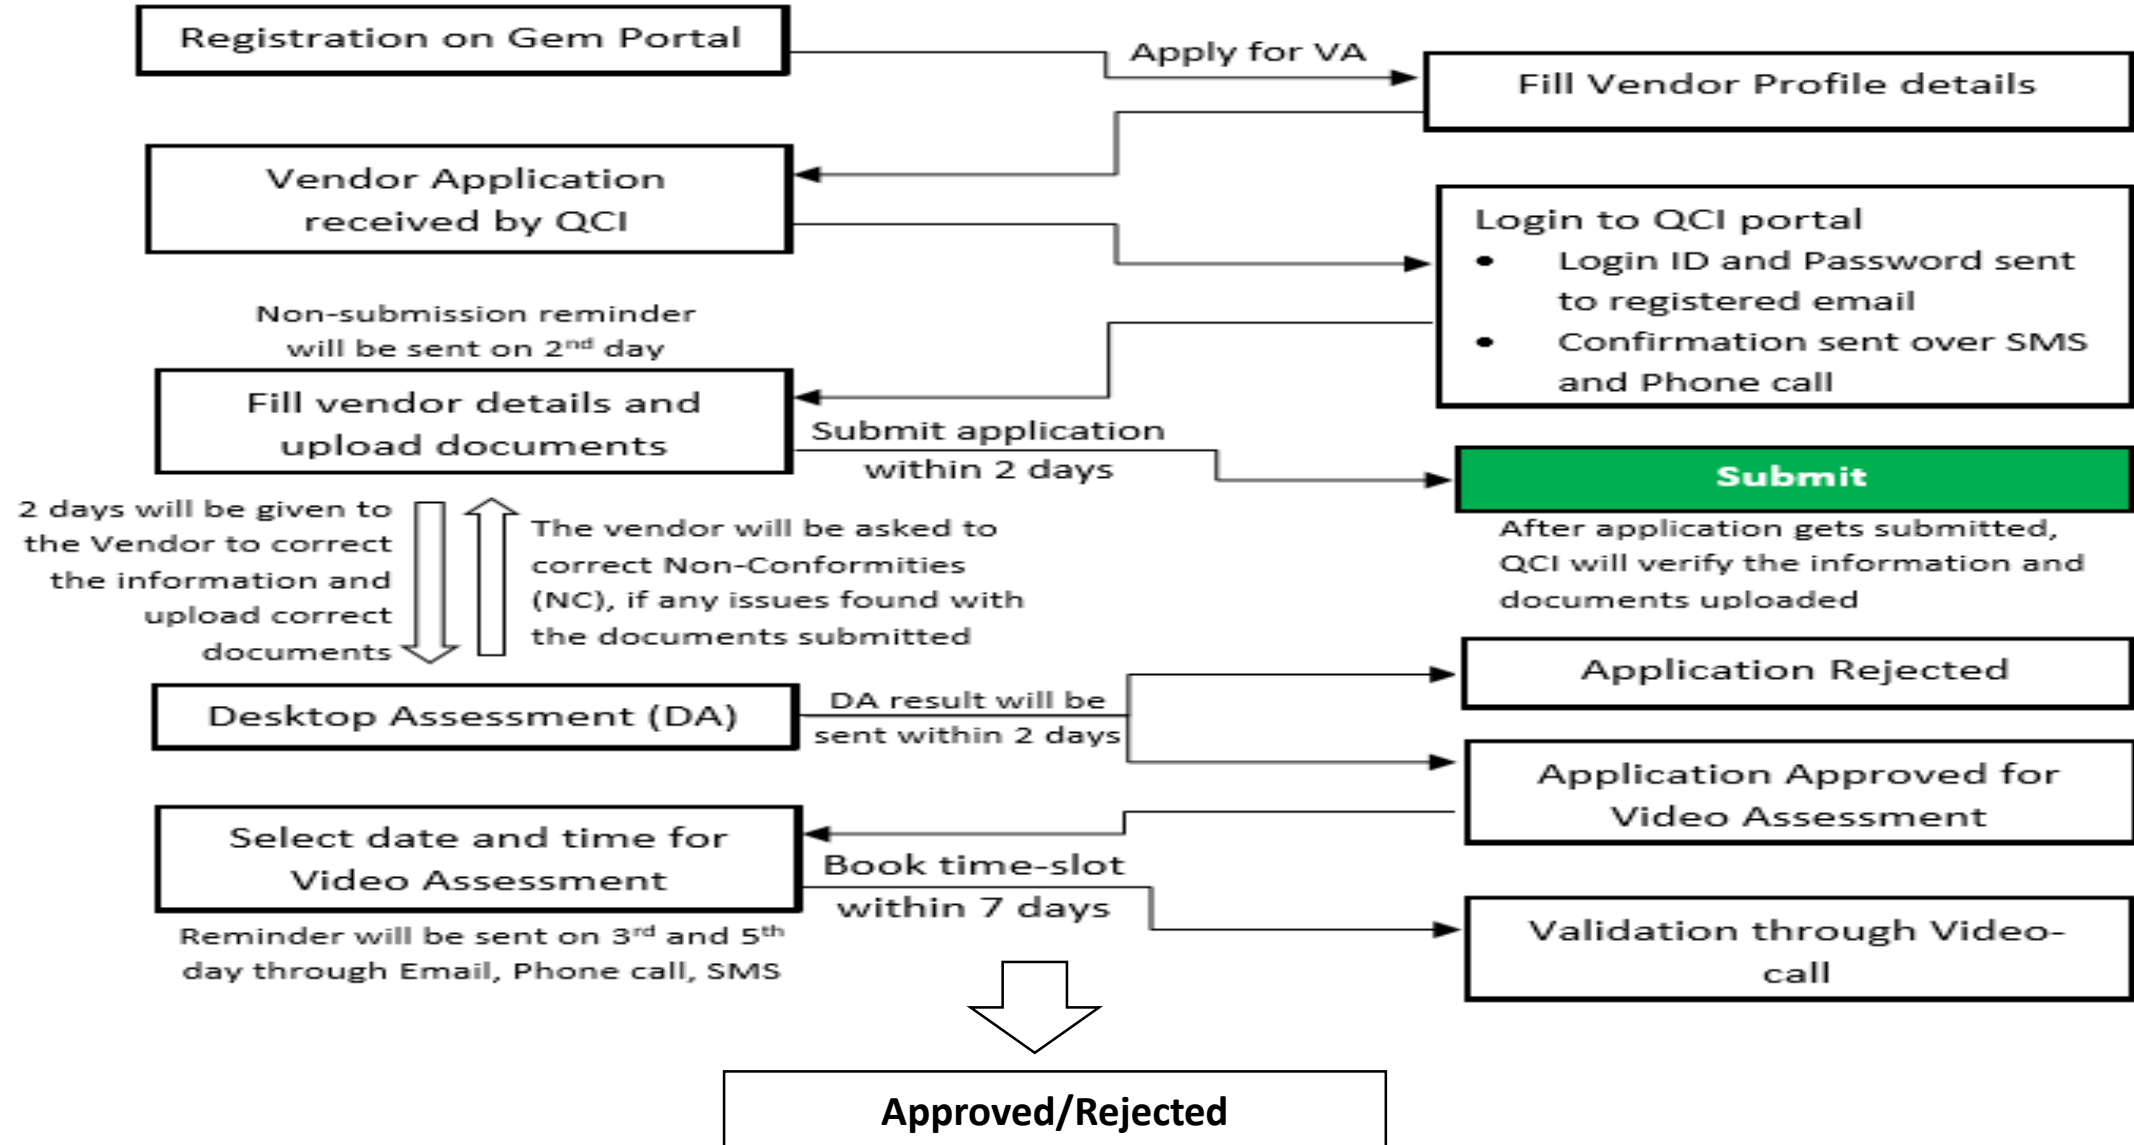 Registration on Gem Portal
Apply for VA
Fill Vendor Profile details
Vendor Application
received by QCI
Login to QCI portal
• Login ID and Password sent
to registered email
• Confirmation sent over SMS
and Phone call
Non-submission reminder
will be sent on 2nd day
Fill vendor details and
upload documents
Submit application
within 2 days
Submit
After application gets submitted,
QCI will verify the information and
documents uploaded
2 days will be given to
the Vendor to correct
the information and
upload correct
documents
The vendor will be asked to
correct Non-Conformities
(NC), if any issues found with
the documents submitted
Desktop Assessment (DA)
DA result will be
sent within 2 days
Application Rejected
Application Approved for
Video Assessment
Select date and time for
Video Assessment
Book time-slot
within 7 days
Reminder will be sent on 3rd and 5th
day through Email, Phone call, SMS
Validation through Video-
call
Approved/Rejected